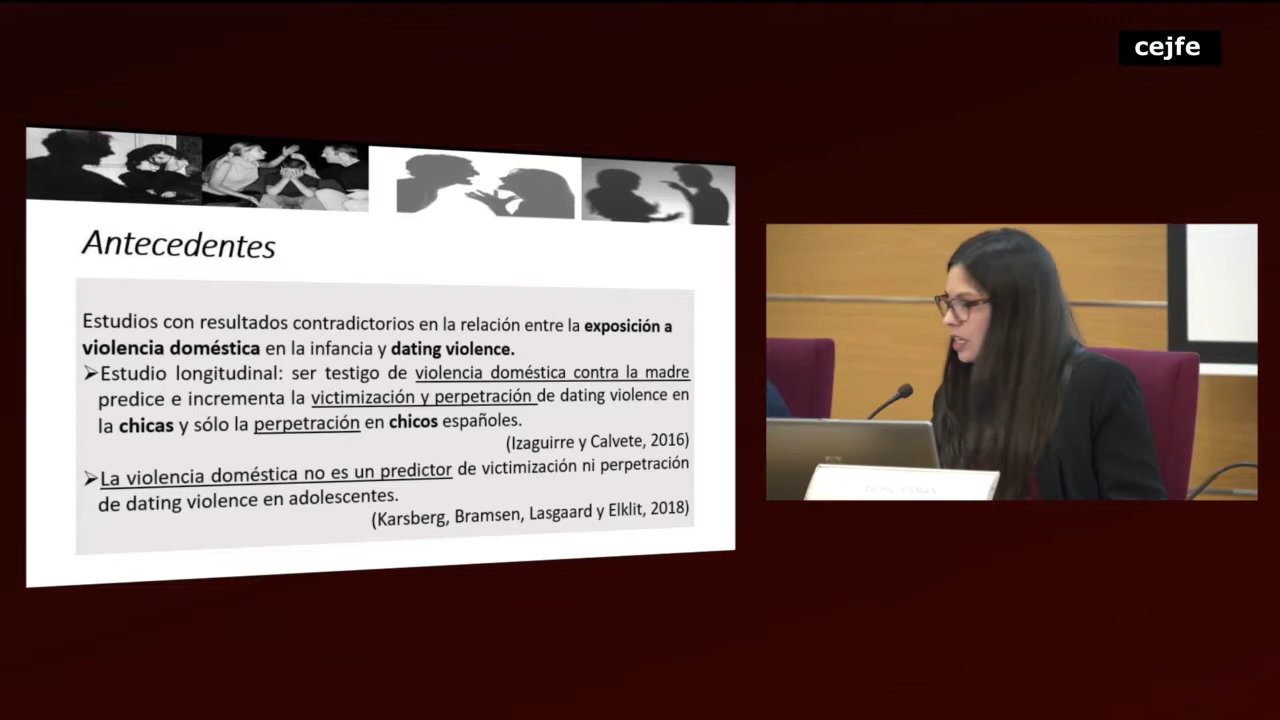 cejfe
Antecedentes
Estudios con resultados contradictorios en la relación entre la exposición a
violencia doméstica en la infancia y dating violence.
➢Estudio longitudinal: ser testigo de violencia doméstica contra la madre
predice e incrementa la victimización y perpetración de dating violence en
la chicas y sólo la perpetración en chicos españoles.
(Izaguirre y Calvete, 2016)
➢La violencia doméstica no es un predictor de victimización ni perpetración
de dating violence en adolescentes.
(Karsberg, Bramsen, Lasgaard y Elklit, 2018)